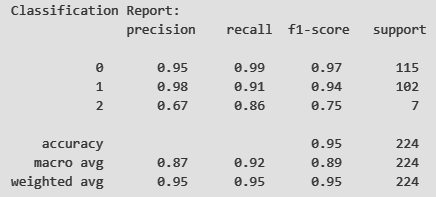 Classification Report:
precision recall f1-score support
0 0.95 0.99 0.97 115
1 0.98 0.91 0.94 102
2 0.67 0.86 0.75 7
accuracy 0.95 224
macro avg 0.87 0.92 0.89 224
weighted avg 0.95 0.95 0.95 224